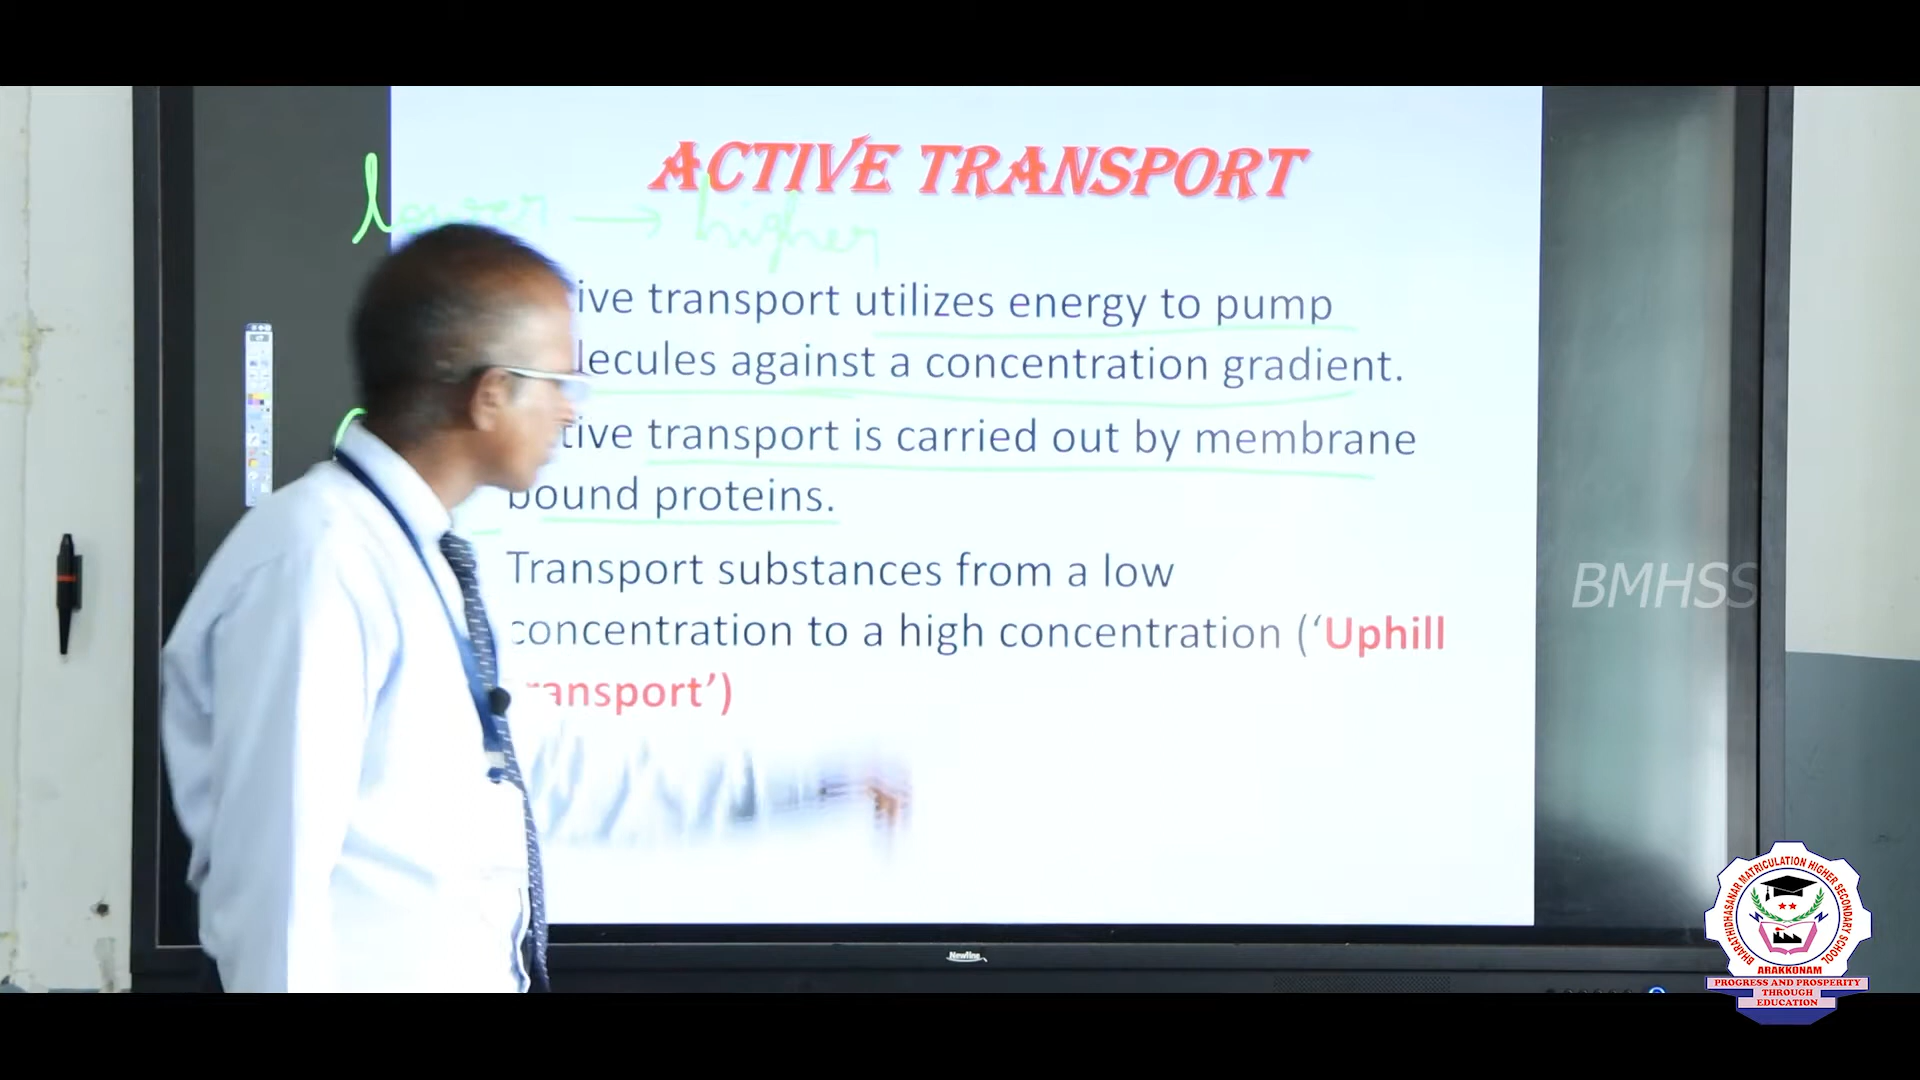 ACTIVE TRANSPORT
lower → higher
ive transport utilizes energy to pump
lecules against a concentration gradient.
tive transport is carried out by membrane
bound proteins.
Transport substances from a low
concentration to a high concentration (‘Uphill
ransport’)
BMHSS
Newline
BHARATHIDHASANAR MATRICULATION HIGHER SECONDARY SCHOOL
ARAKKONAM
PROGRESS AND PROSPERITY
THROUGH
EDUCATION